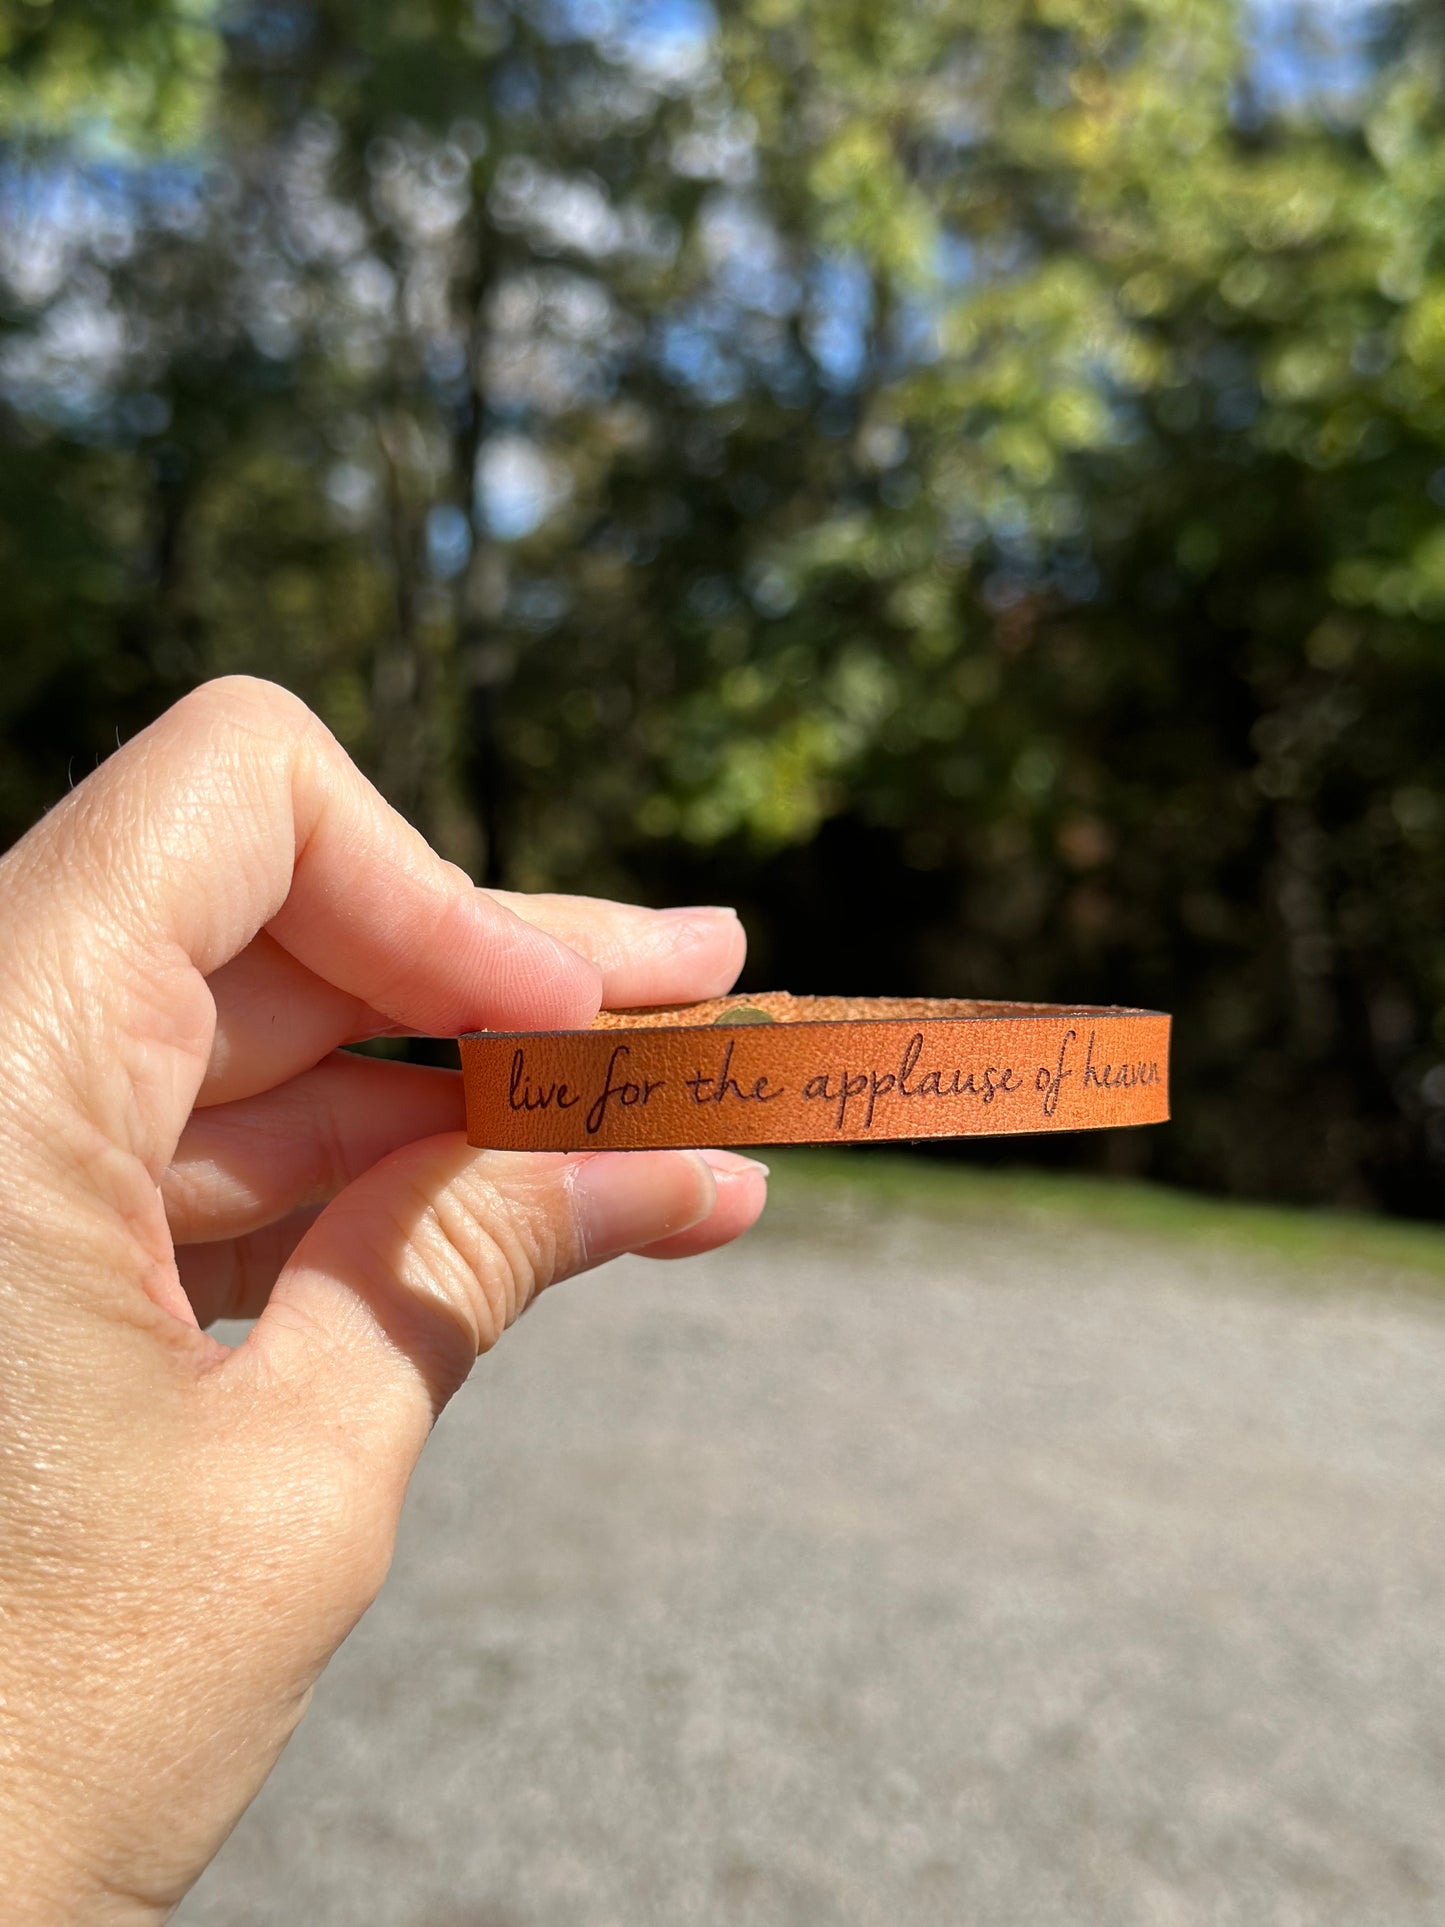 live for the applause of heaven